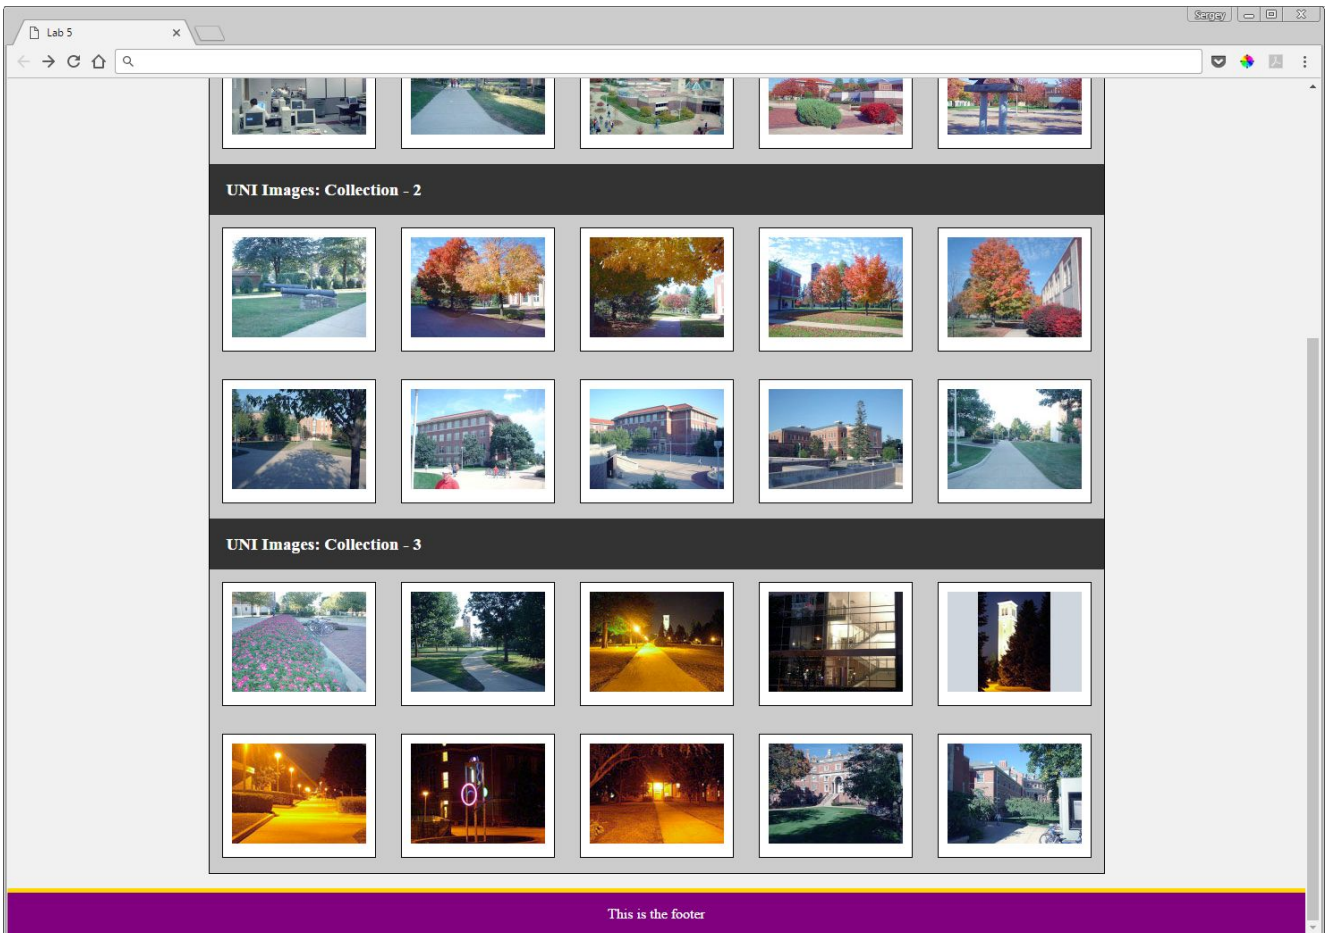 Sergey
Lab 5
UNI Images: Collection - 2
UNI Images: Collection - 3
This is the footer